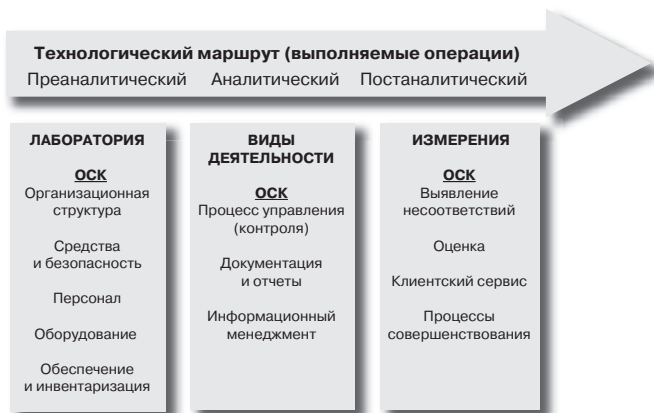 Технологический маршрут (выполняемые операции)
Преаналитический Аналитический Постаналитический
ЛАБОРАТОРИЯ
ОСК
Организационная
структура
Средства
и безопасность
Персонал
Оборудование
Обеспечение
и инвентаризация
ВИДЫ
ДЕЯТЕЛЬНОСТИ
ОСК
Процесс управления
(контроля)
Документация
и отчеты
Информационный
менеджмент
ИЗМЕРЕНИЯ
ОСК
Выявление
несоответствий
Оценка
Клиентский сервис
Процессы
совершенствования